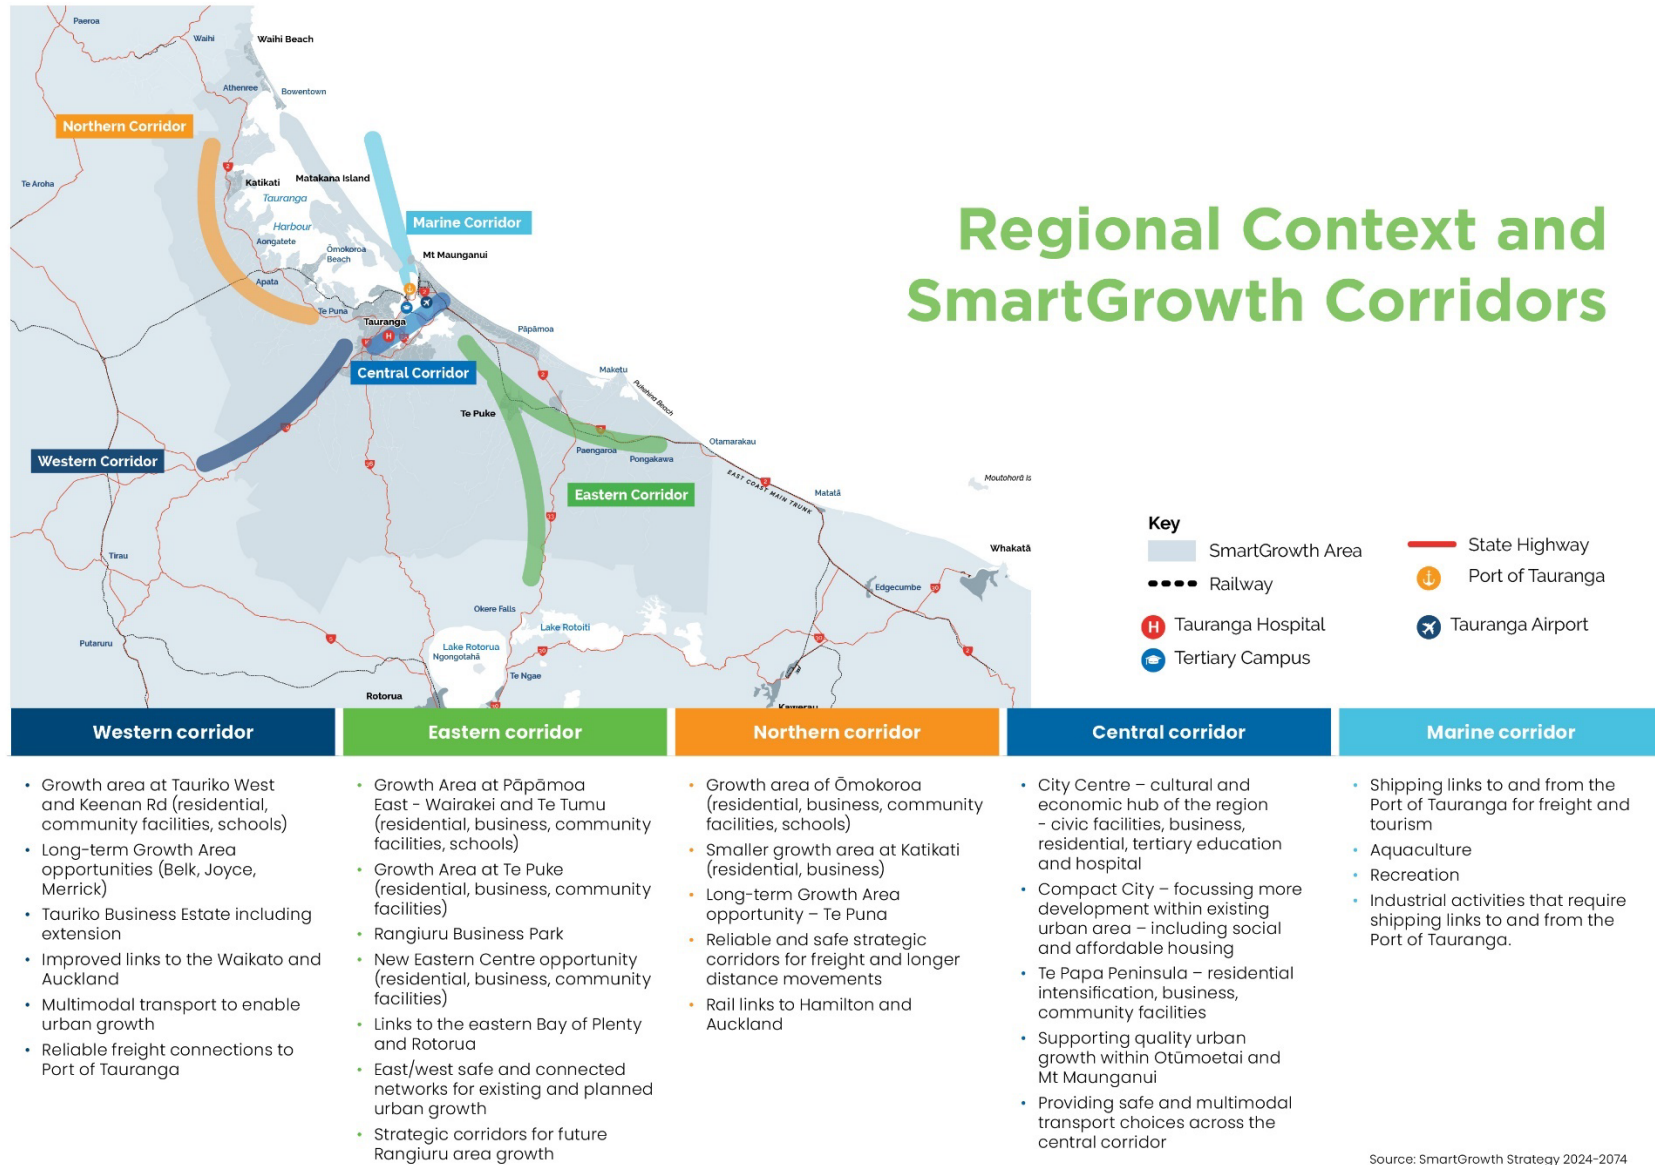 Paeroa
Waihi
Waihi Beach
Athenree
Bowentown
Northern Corridor
Te Aroha
Katikati
Matakana Island
Tauranga
Harbour
Marine Corridor
Aongatete
Ōmokoroa
Beach
Mt Maunganui
Apata
Te Puna
Tauranga
Pāpāmoa
Central Corridor
Maketu
Pukehina Beach
Te Puke
Western Corridor
Paengaroa
Pongakawa
Otamarakau
EAST COAST MAIN TRUNK
Eastern Corridor
Matatā
Moutohorā Is
Whakatā
Tirau
Edgecumbe
Okere Falls
Lake Rotoiti
Putaruru
Lake Rotorua
Ngongotahā
Te Ngae
Rotorua
Kawerau
Regional Context and
SmartGrowth Corridors
Key
SmartGrowth Area
Railway
H Tauranga Hospital
Tertiary Campus
State Highway
Port of Tauranga
Tauranga Airport
Western corridor
• Growth area at Tauriko West
and Keenan Rd (residential,
community facilities, schools)
• Long-term Growth Area
opportunities (Belk, Joyce,
Merrick)
• Tauriko Business Estate including
extension
• Improved links to the Waikato and
Auckland
• Multimodal transport to enable
urban growth
• Reliable freight connections to
Port of Tauranga
Eastern corridor
• Growth Area at Pāpāmoa
East - Wairakei and Te Tumu
(residential, business, community
facilities, schools)
• Growth Area at Te Puke
(residential, business, community
facilities)
• Rangiuru Business Park
• New Eastern Centre opportunity
(residential, business, community
facilities)
• Links to the eastern Bay of Plenty
and Rotorua
• East/west safe and connected
networks for existing and planned
urban growth
• Strategic corridors for future
Rangiuru area growth
Northern corridor
• Growth area of Ōmokoroa
(residential, business, community
facilities, schools)
• Smaller growth area at Katikati
(residential, business)
• Long-term Growth Area
opportunity – Te Puna
• Reliable and safe strategic
corridors for freight and longer
distance movements
• Rail links to Hamilton and
Auckland
Central corridor
• City Centre – cultural and
economic hub of the region
- civic facilities, business,
residential, tertiary education
and hospital
• Compact City – focussing more
development within existing
urban area – including social
and affordable housing
• Te Papa Peninsula – residential
intensification, business,
community facilities
• Supporting quality urban
growth within Otūmoetai and
Mt Maunganui
• Providing safe and multimodal
transport choices across the
central corridor
Marine corridor
• Shipping links to and from the
Port of Tauranga for freight and
tourism
• Aquaculture
• Recreation
• Industrial activities that require
shipping links to and from the
Port of Tauranga.
Source: SmartGrowth Strategy 2024-2074